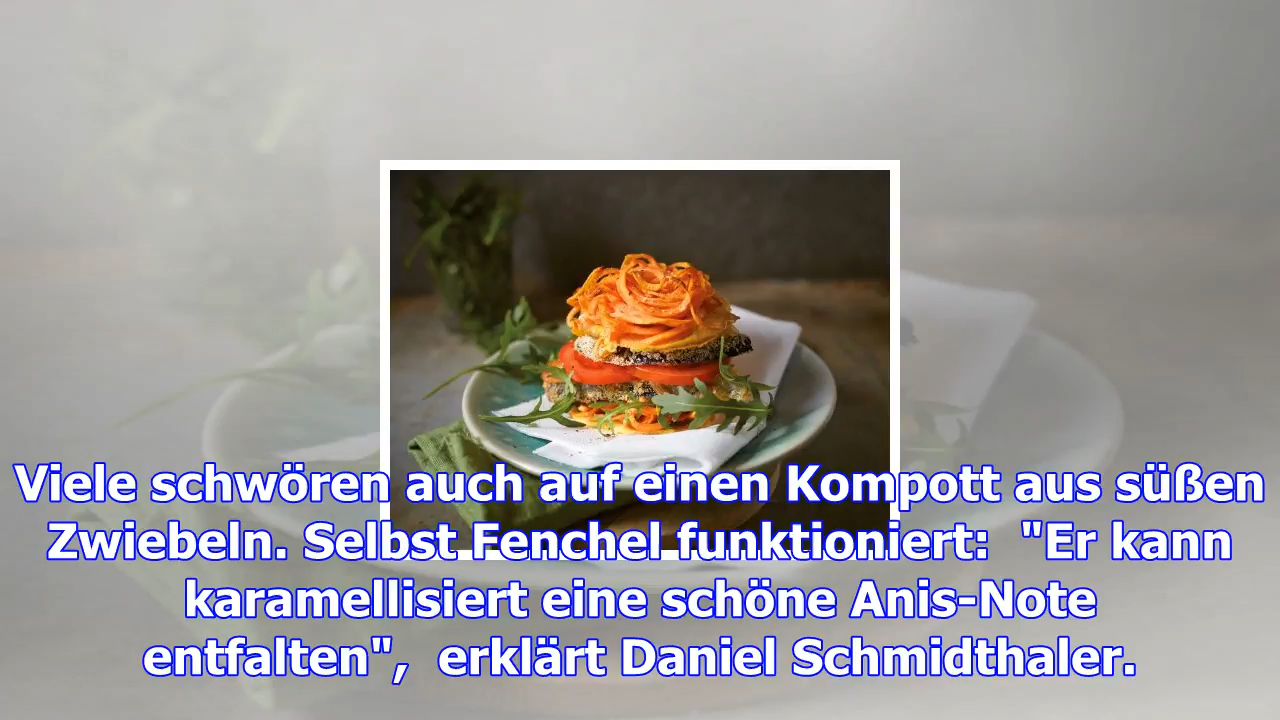 Viele schwören auch auf einen Kompott aus süßen
Zwiebeln. Selbst Fenchel funktioniert:  "Er kann
karamellisiert eine schöne Anis-Note
entfalten",  erklärt Daniel Schmidthaler.